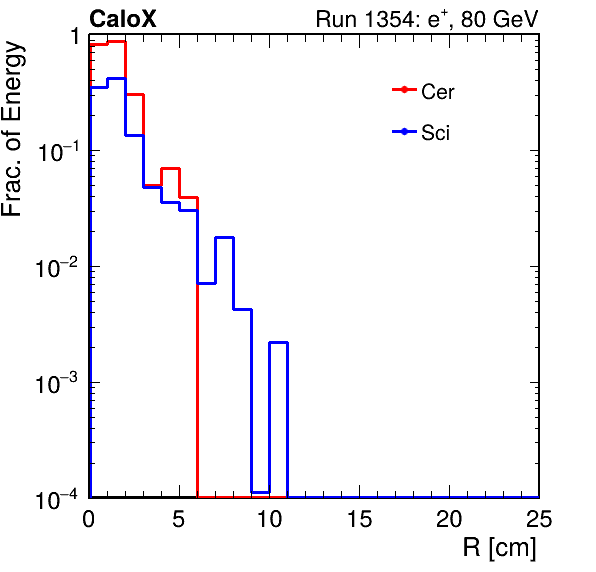 CaloX Run 1354: e⁺, 80 GeV
Frac. of Energy
1
10⁻¹
10⁻²
10⁻³
10⁻⁴
Cer
Sci
0 5 10 15 20 25
R [cm]